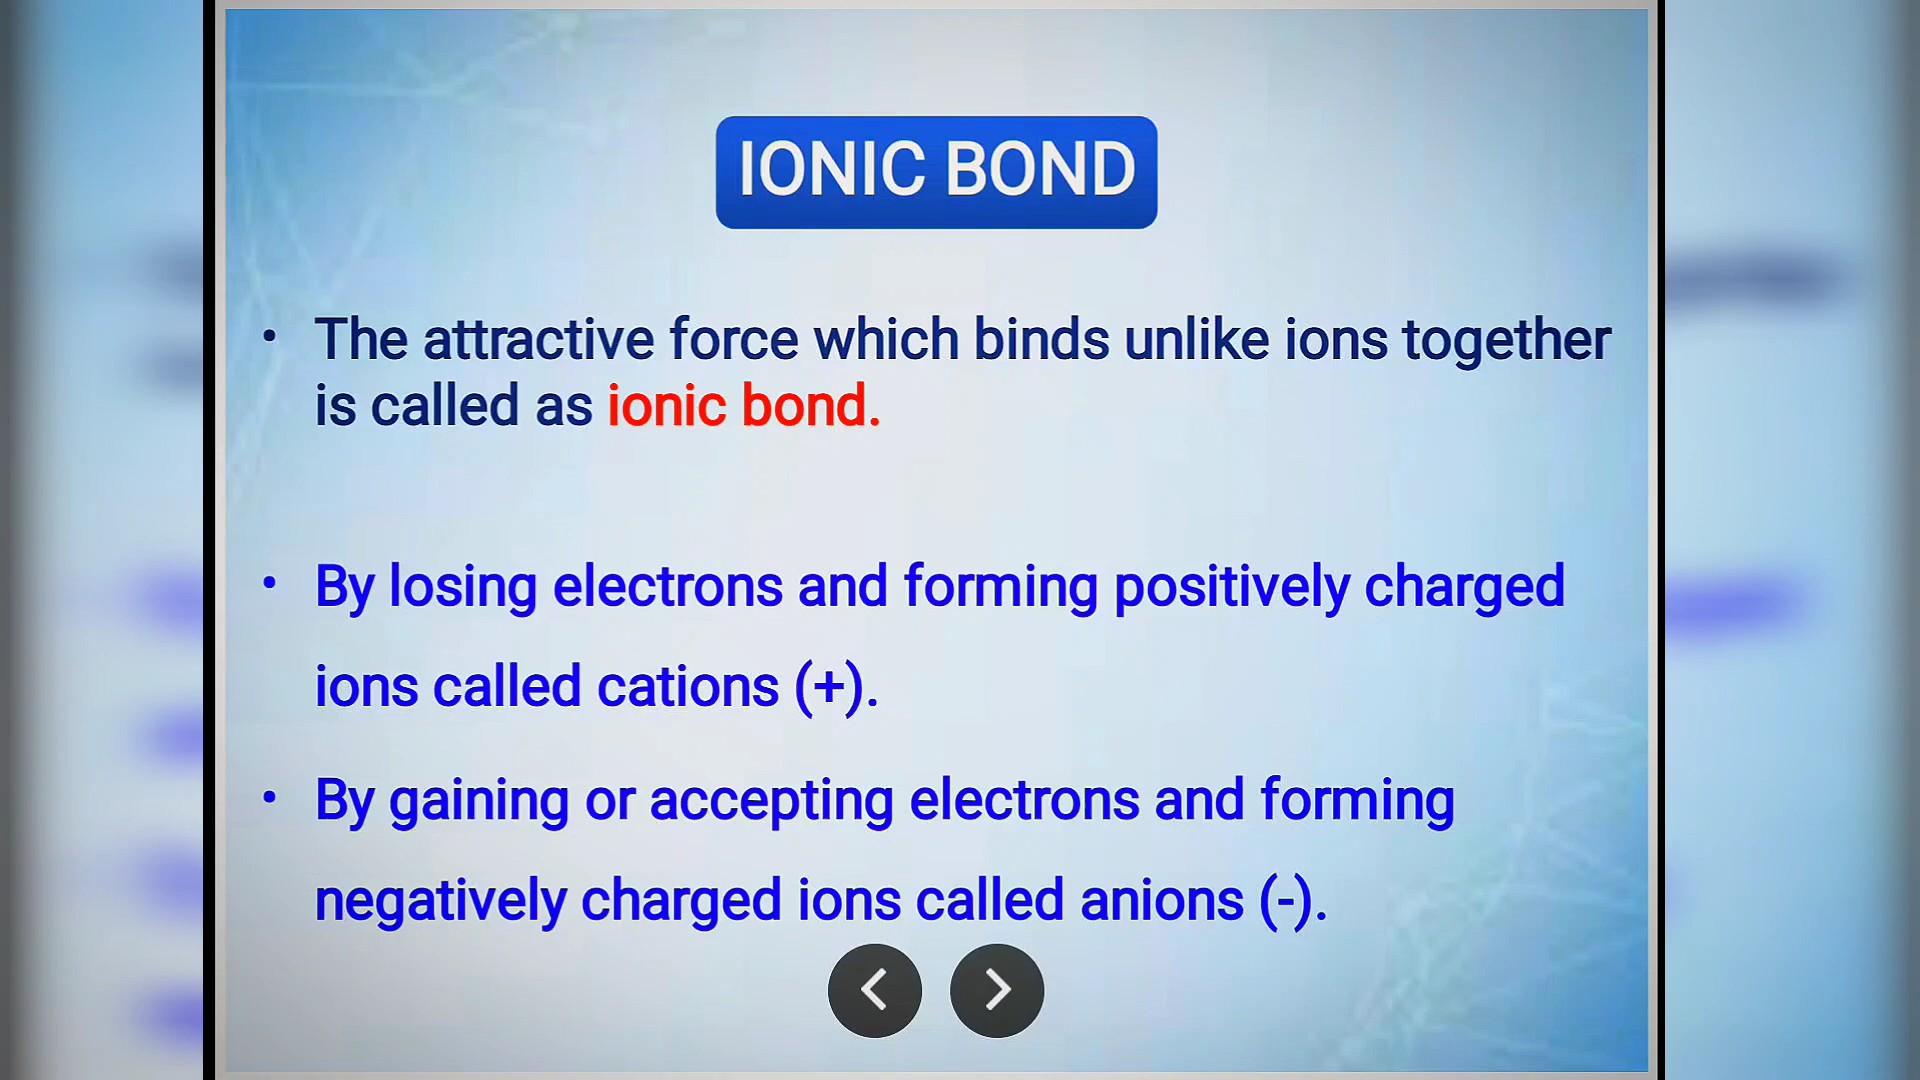 IONIC BOND
• The attractive force which binds unlike ions together
is called as ionic bond.
• By losing electrons and forming positively charged
ions called cations (+).
• By gaining or accepting electrons and forming
negatively charged ions called anions (-).